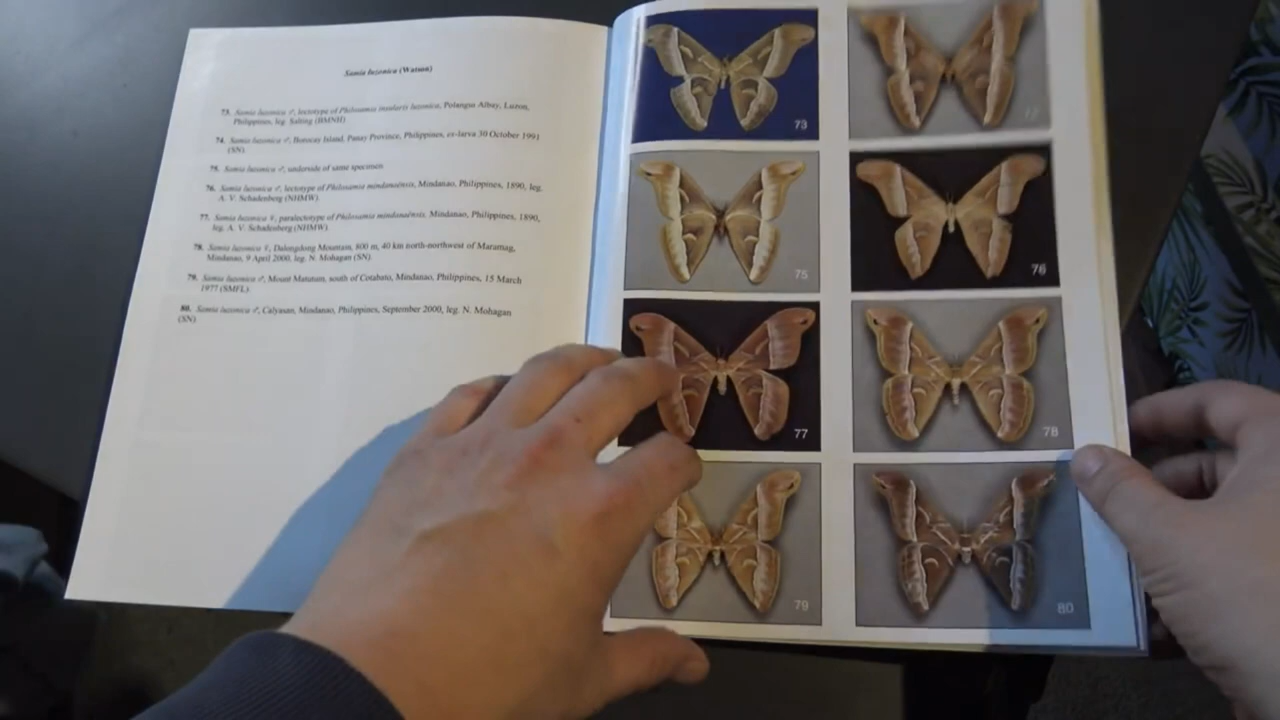 Samia luzonica (Watson)
73. Samia luzonica ♂, lectotype of Philosamia insularis luzonica, Polangue Albay, Luzon,
Philippines, leg. Salting (BMNH)
74. Samia luzonica ♂, Boracay Island, Panay Province, Philippines, ex-larva 30 October 1991
(SN).
75. Samia luzonica ♂, underside of same specimen
76. Samia luzonica ♂, lectotype of Philosamia mindanaënsis, Mindanao, Philippines, 1890, leg.
A. V. Schadenberg (NHMW).
77. Samia luzonica ♀, paralectotype of Philosamia mindanaënsis, Mindanao, Philippines, 1890,
leg. A. V. Schadenberg (NHMW).
78. Samia luzonica ♀, Dalongdong Mountain, 800 m, 40 km north-northwest of Maramag,
Mindanao, 9 April 2000, leg. N. Mohagan (SN).
79. Samia luzonica ♂, Mount Matutum, south of Cotabato, Mindanao, Philippines, 15 March
1977 (SMFL).
80. Samia luzonica ♂, Calyasan, Mindanao, Philippines, September 2000, leg. N. Mohagan
(SN)
73
75
76
77
78
79
80